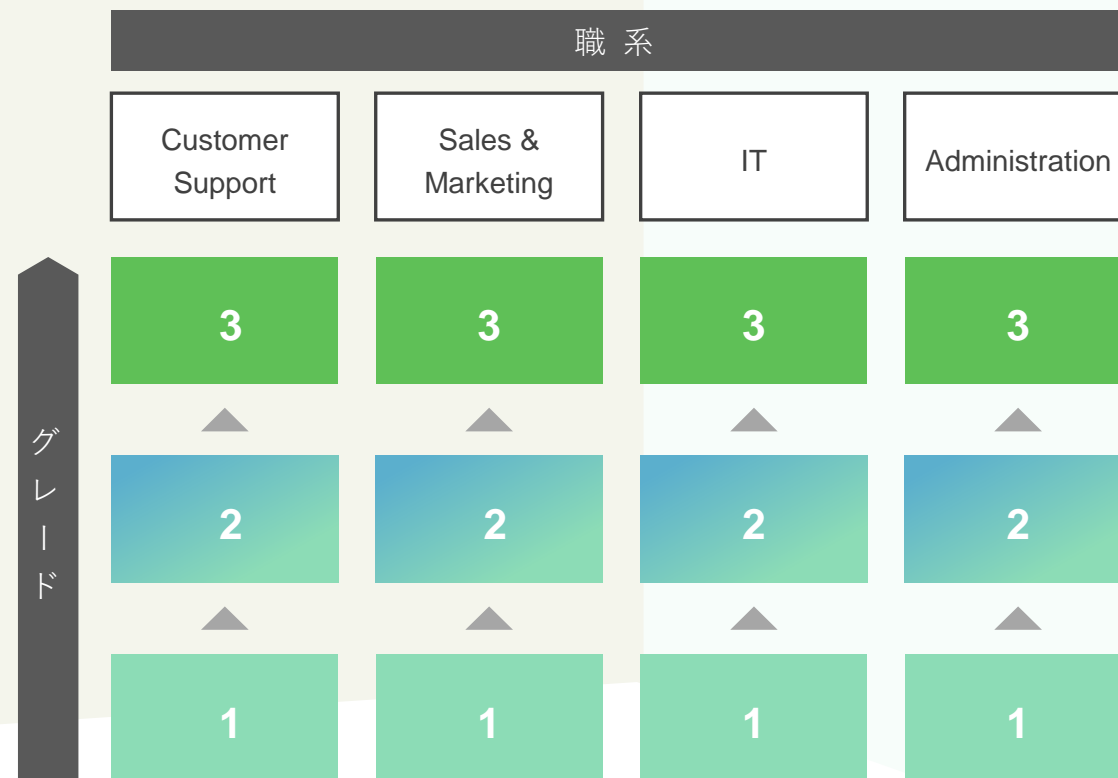 職系
Customer
Support
Sales &
Marketing
IT
Administration
グレード
3
3
3
3
2
2
2
2
1
1
1
1